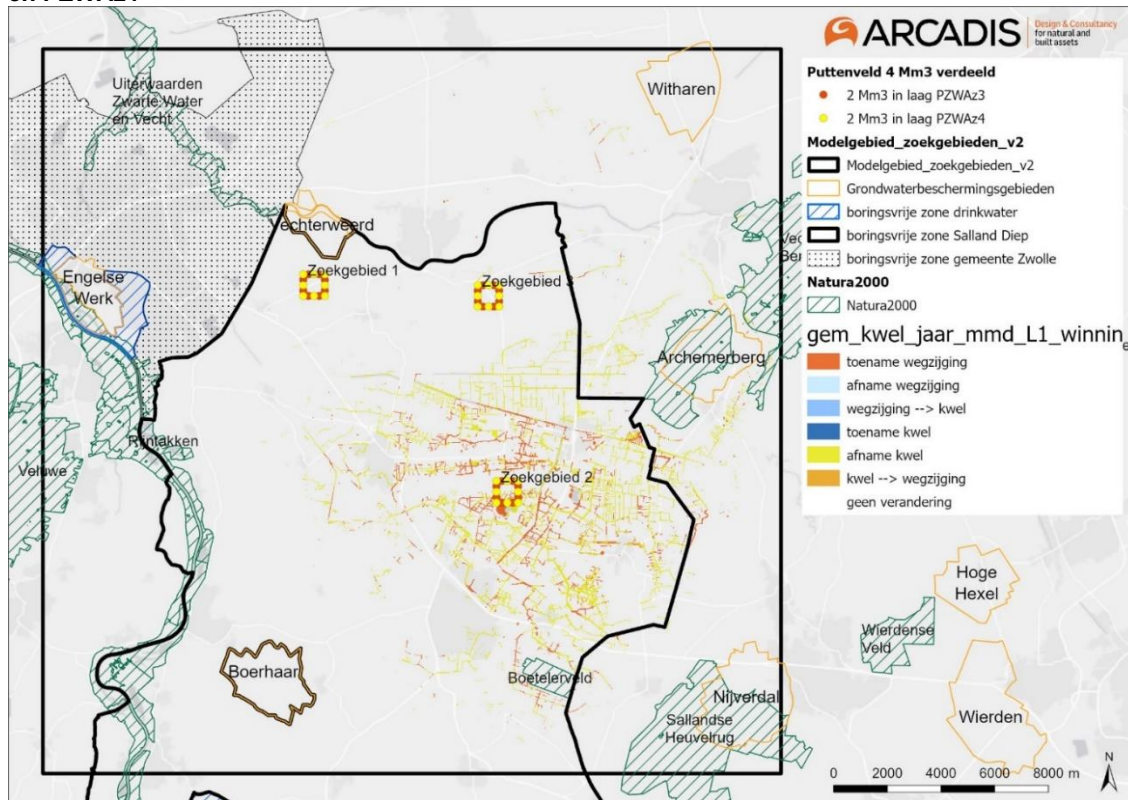 ARCADIS
Design & Consultancy
for natural and
built assets
Puttenveld 4 Mm3 verdeeld
2 Mm3 in laag PZWAz3
2 Mm3 in laag PZWAz4
Modelgebied_zoekgebieden_v2
Modelgebied_zoekgebieden_v2
Grondwaterbeschermingsgebieden
boringsvrije zone drinkwater
boringsvrije zone Salland Diep
boringsvrije zone gemeente Zwolle
Natura2000
Natura2000
gem_kwel_jaar_mmd_L1_winning
toename wegzijging
afname wegzijging
wegzijging --> kwel
toename kwel
afname kwel
kwel --> wegzijging
geen verandering
Uiterwaarden
Zwarte Water
en Vecht
Witharen
Vechterweerd
Zoekgebied 1
Zoekgebied 3
Engelse
Werk
Archemerberg
Rijntakken
Veluwe
Zoekgebied 2
Hoge
Hexel
Wierdense
Veld
Boerhaar
Boetelerveld
Nijverdal
Sallandse
Heuvelrug
Wierden
N
0 2000 4000 6000 8000 m